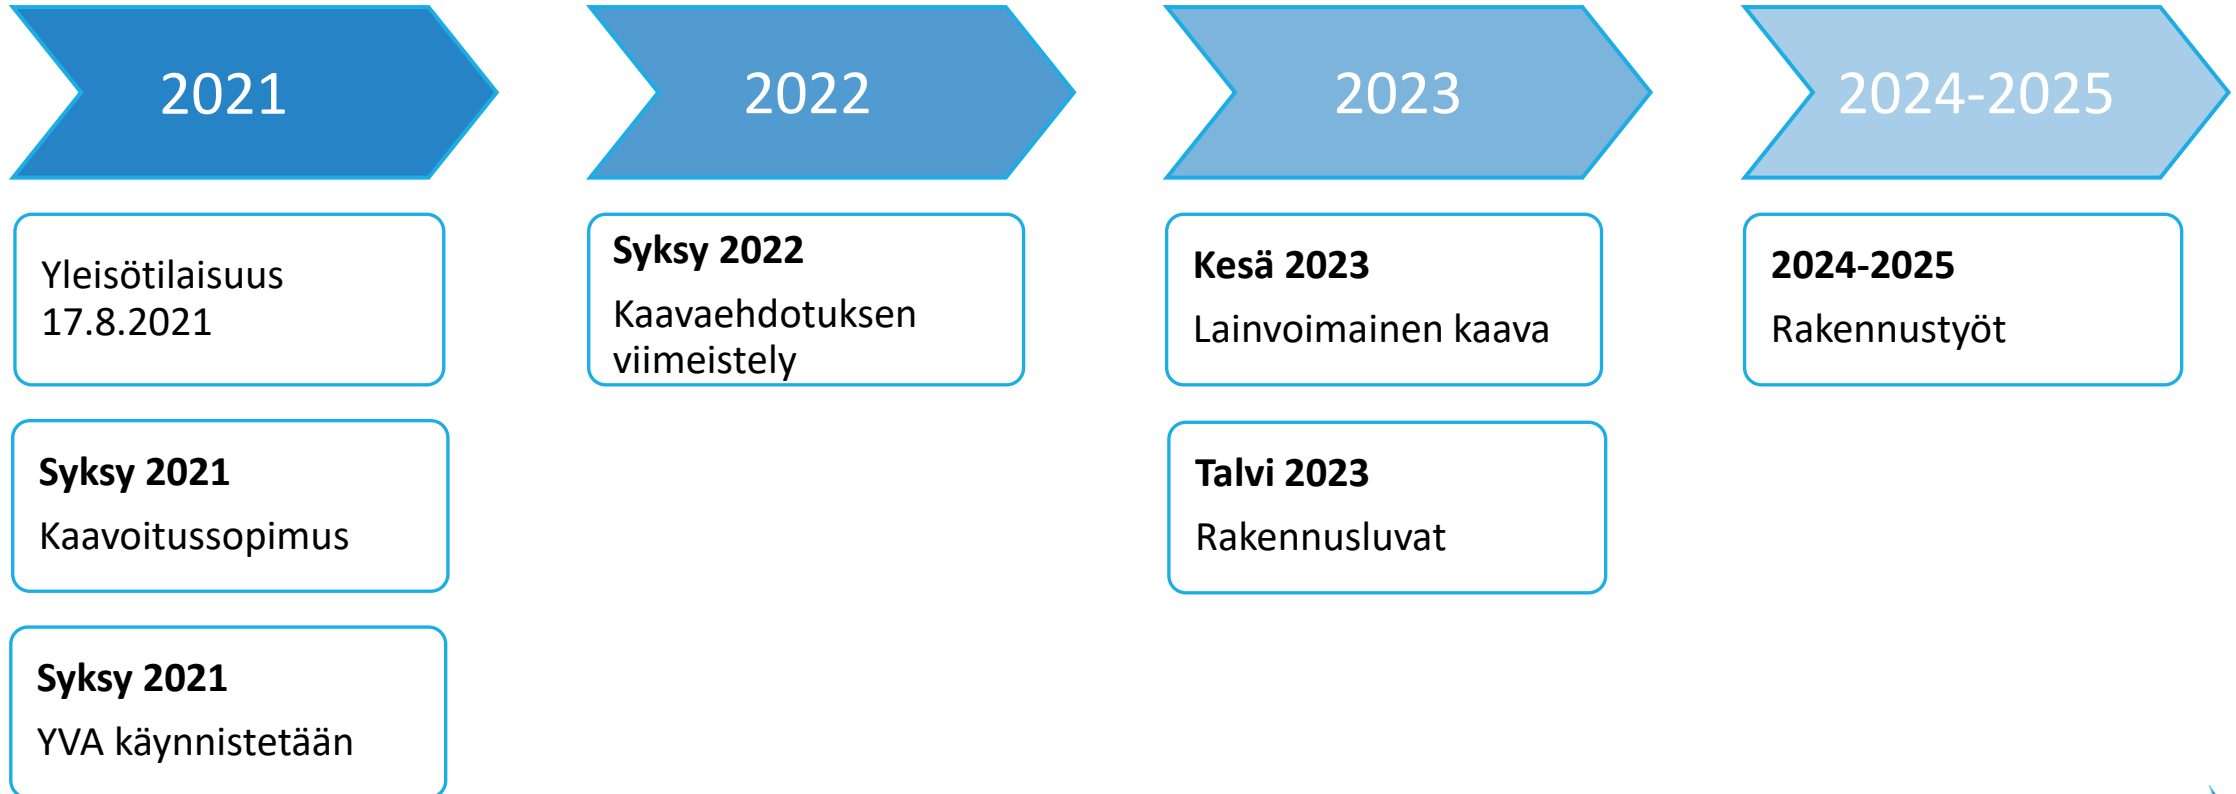 2021
Yleisötilaisuus
17.8.2021
Syksy 2021
Kaavoitussopimus
Syksy 2021
YVA käynnistetään
2022
Syksy 2022
Kaavaehdotuksen
viimeistely
2023
Kesä 2023
Lainvoimainen kaava
Talvi 2023
Rakennusluvat
2024-2025
2024-2025
Rakennustyöt